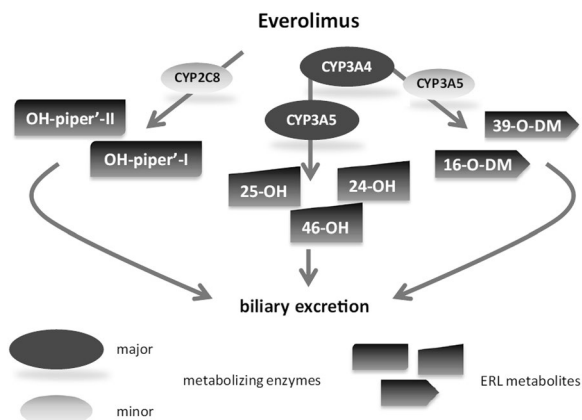 Everolimus
CYP2C8
CYP3A4
CYP3A5
CYP3A5
OH-piper'-II
OH-piper'-I
39-O-DM
16-O-DM
25-OH
24-OH
46-OH
biliary excretion
major
metabolizing enzymes
ERL metabolites
minor